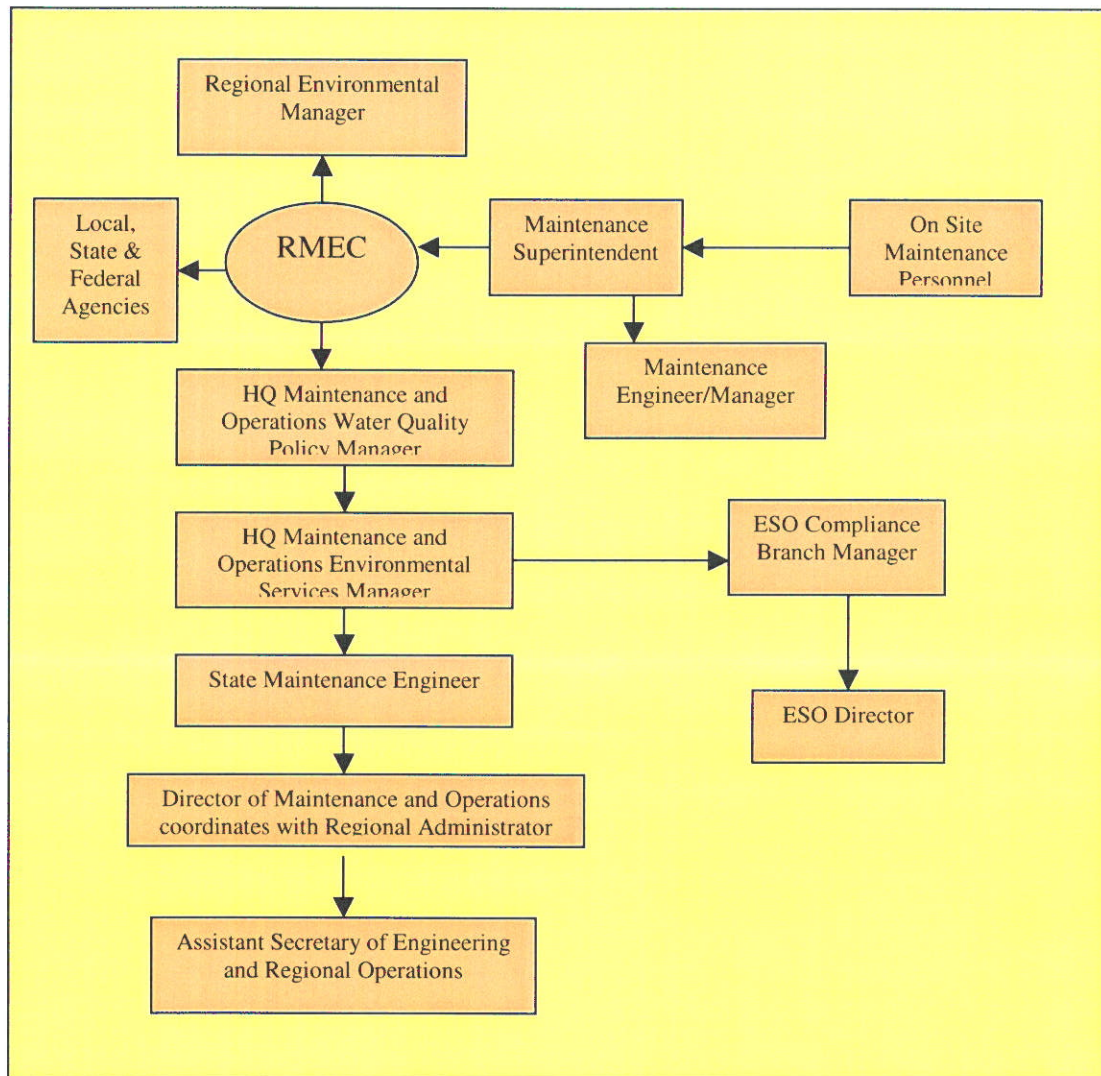 Regional Environmental
Manager
Local,
State &
Federal
Agencies
RMEC
Maintenance
Superintendent
On Site
Maintenance
Personnel
Maintenance
Engineer/Manager
HQ Maintenance and
Operations Water Quality
Policy Manager
HQ Maintenance and
Operations Environmental
Services Manager
ESO Compliance
Branch Manager
State Maintenance Engineer
ESO Director
Director of Maintenance and Operations
coordinates with Regional Administrator
Assistant Secretary of Engineering
and Regional Operations